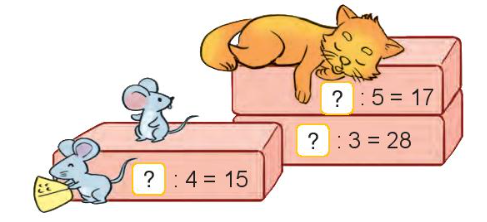 ? : 5 = 17
? : 3 = 28
? : 4 = 15